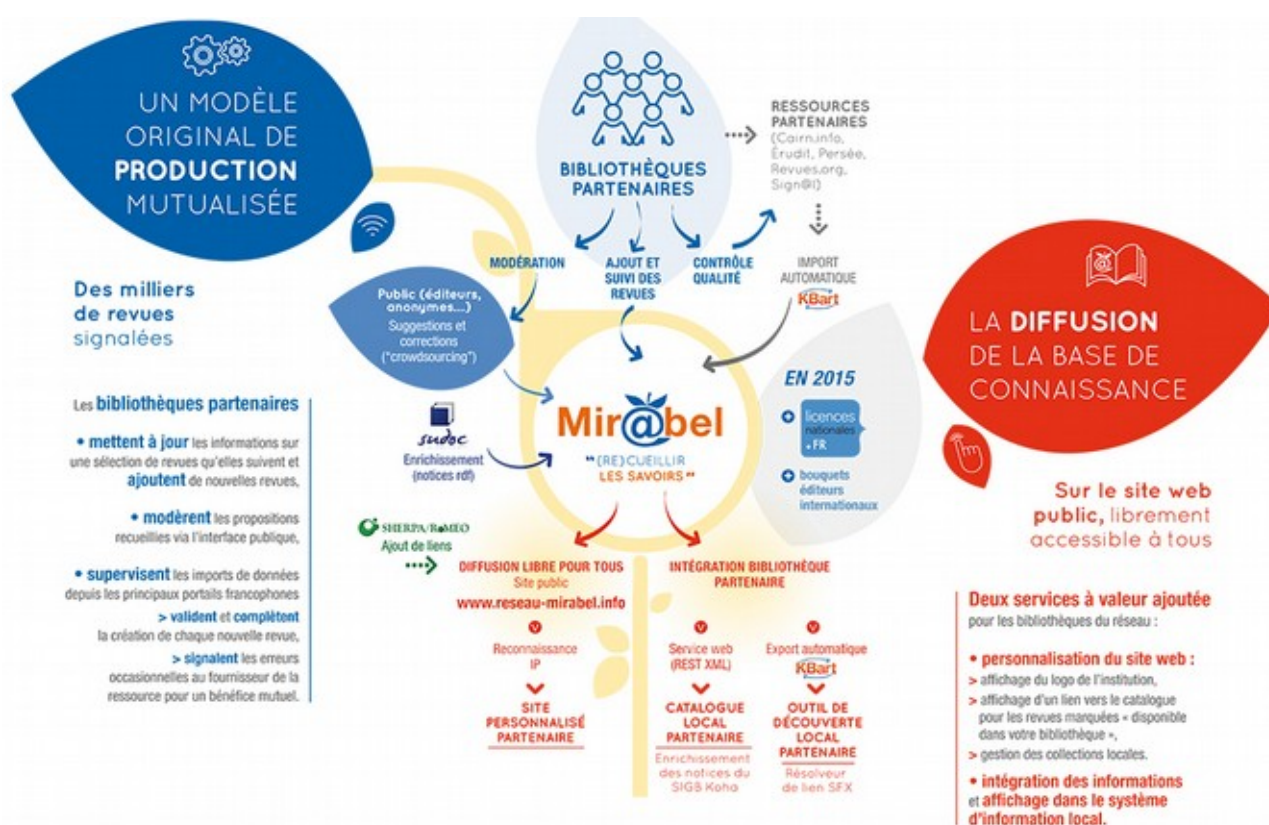 UN MODÈLE
ORIGINAL DE
PRODUCTION
MUTUALISÉE
Des milliers
de revues
signalées
Les bibliothèques partenaires
• mettent à jour les informations sur
une sélection de revues qu'elles suivent et
ajoutent de nouvelles revues,
• modèrent les propositions
recueillies via l'interface publique,
• supervisent les imports de données
depuis les principaux portails francophones
> valident et complètent
la création de chaque nouvelle revue,
> signalent les erreurs
occasionnelles au fournisseur de la
ressource pour un bénéfice mutuel.
BIBLIOTHÈQUES
PARTENAIRES
RESSOURCES
PARTENAIRES
(Cairn.info,
Érudit, Persée,
Revues.org,
Sign@l)
MODÉRATION
AJOUT ET
SUIVI DES
REVUES
CONTRÔLE
QUALITÉ
IMPORT
AUTOMATIQUE
KBart
Public (éditeurs,
anonymes...)
Suggestions et
corrections
("crowdsourcing")
sudoc
Enrichissement
(notices rdf)
SHERPA/RoMEO
Ajout de liens
Mir@bel
"(RE)CUEILLIR
LES SAVOIRS"
EN 2015
+ licences
nationales
.FR
+ bouquets
éditeurs
internationaux
DIFFUSION LIBRE POUR TOUS
Site public
www.reseau-mirabel.info
Reconnaissance
IP
SITE
PERSONNALISÉ
PARTENAIRE
INTÉGRATION BIBLIOTHÈQUE
PARTENAIRE
Service web
(REST XML)
CATALOGUE
LOCAL
PARTENAIRE
Enrichissement
des notices du
SIGB Koha
Export automatique
KBart
OUTIL DE
DÉCOUVERTE
LOCAL
PARTENAIRE
Résolveur
de lien SFX
LA DIFFUSION
DE LA BASE DE
CONNAISSANCE
Sur le site web
public, librement
accessible à tous
Deux services à valeur ajoutée
pour les bibliothèques du réseau :
• personnalisation du site web :
> affichage du logo de l'institution,
> affichage d'un lien vers le catalogue
pour les revues marquées « disponible
dans votre bibliothèque »,
> gestion des collections locales.
• intégration des informations
et affichage dans le système
d'information local.